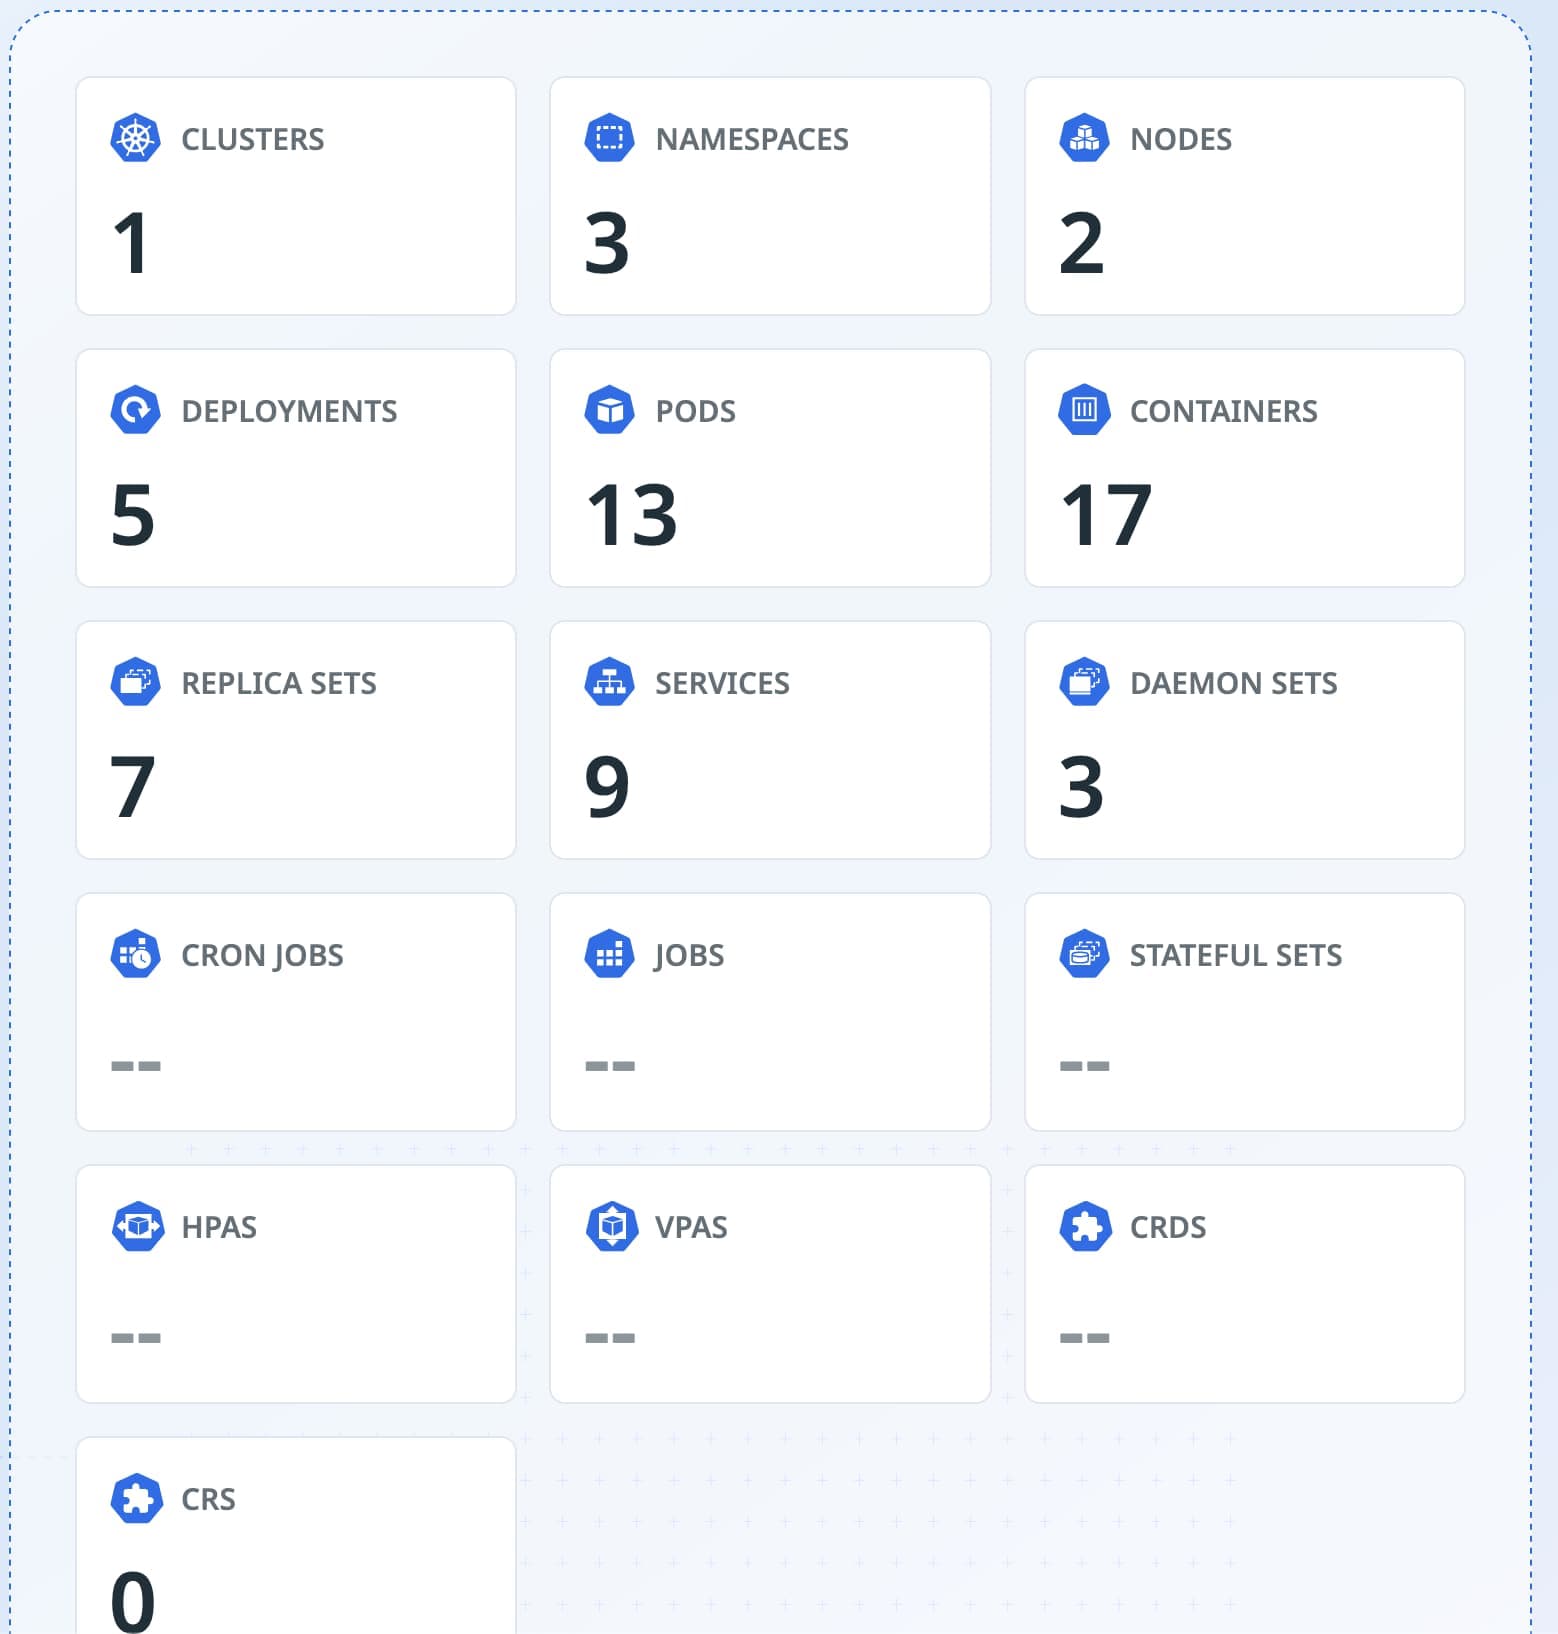 CLUSTERS
1
NAMESPACES
3
NODES
2
DEPLOYMENTS
5
PODS
13
CONTAINERS
17
REPLICA SETS
7
SERVICES
9
DAEMON SETS
3
CRON JOBS
--
JOBS
--
STATEFUL SETS
--
HPAS
--
VPAS
--
CRDS
--
CRS
0